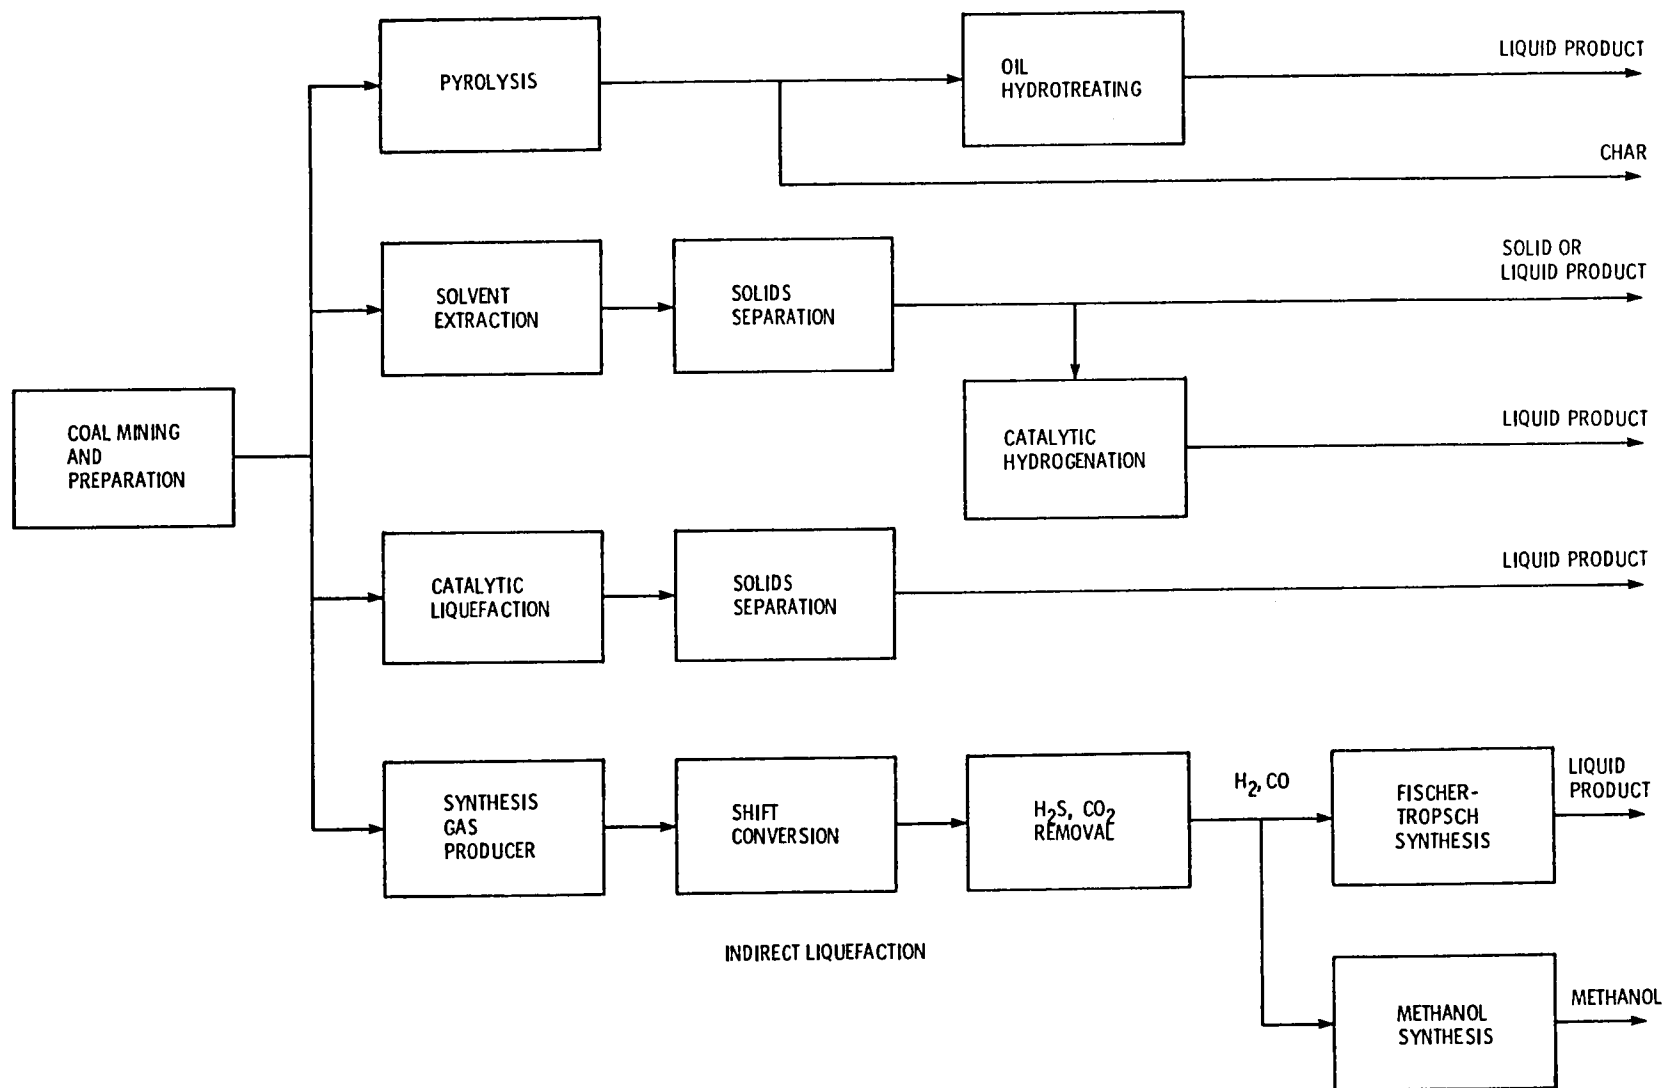 PYROLYSIS
OIL
HYDROTREATING
LIQUID PRODUCT
CHAR
SOLVENT
EXTRACTION
SOLIDS
SEPARATION
SOLID OR
LIQUID PRODUCT
COAL MINING
AND
PREPARATION
CATALYTIC
HYDROGENATION
LIQUID PRODUCT
CATALYTIC
LIQUEFACTION
SOLIDS
SEPARATION
LIQUID PRODUCT
SYNTHESIS
GAS
PRODUCER
SHIFT
CONVERSION
H₂S, CO₂
REMOVAL
H₂, CO
FISCHER-
TROPSCH
SYNTHESIS
LIQUID
PRODUCT
INDIRECT LIQUEFACTION
METHANOL
SYNTHESIS
METHANOL